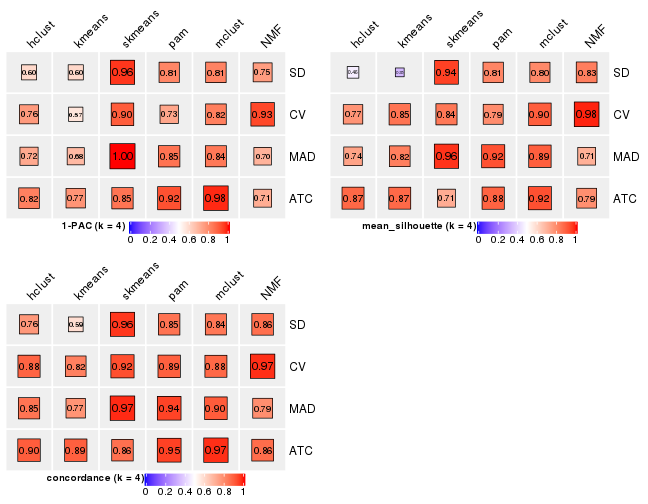 hclust kmeans skmeans pam mclust NMF
0.60 0.60 0.96 0.81 0.81 0.75 SD
0.76 0.57 0.90 0.73 0.82 0.93 CV
0.72 0.68 1.00 0.85 0.84 0.70 MAD
0.82 0.77 0.85 0.92 0.98 0.71 ATC
1-PAC (k = 4)
0 0.2 0.4 0.6 0.8 1
hclust kmeans skmeans pam mclust NMF
0.94 0.81 0.80 0.83 SD
0.77 0.85 0.84 0.79 0.90 0.98 CV
0.74 0.82 0.96 0.92 0.89 0.71 MAD
0.87 0.87 0.71 0.88 0.92 0.79 ATC
mean_silhouette (k = 4)
0 0.2 0.4 0.6 0.8 1
hclust kmeans skmeans pam mclust NMF
0.76 0.59 0.96 0.85 0.84 0.86 SD
0.88 0.82 0.92 0.89 0.88 0.97 CV
0.85 0.77 0.97 0.94 0.90 0.79 MAD
0.90 0.89 0.86 0.95 0.97 0.86 ATC
concordance (k = 4)
0 0.2 0.4 0.6 0.8 1